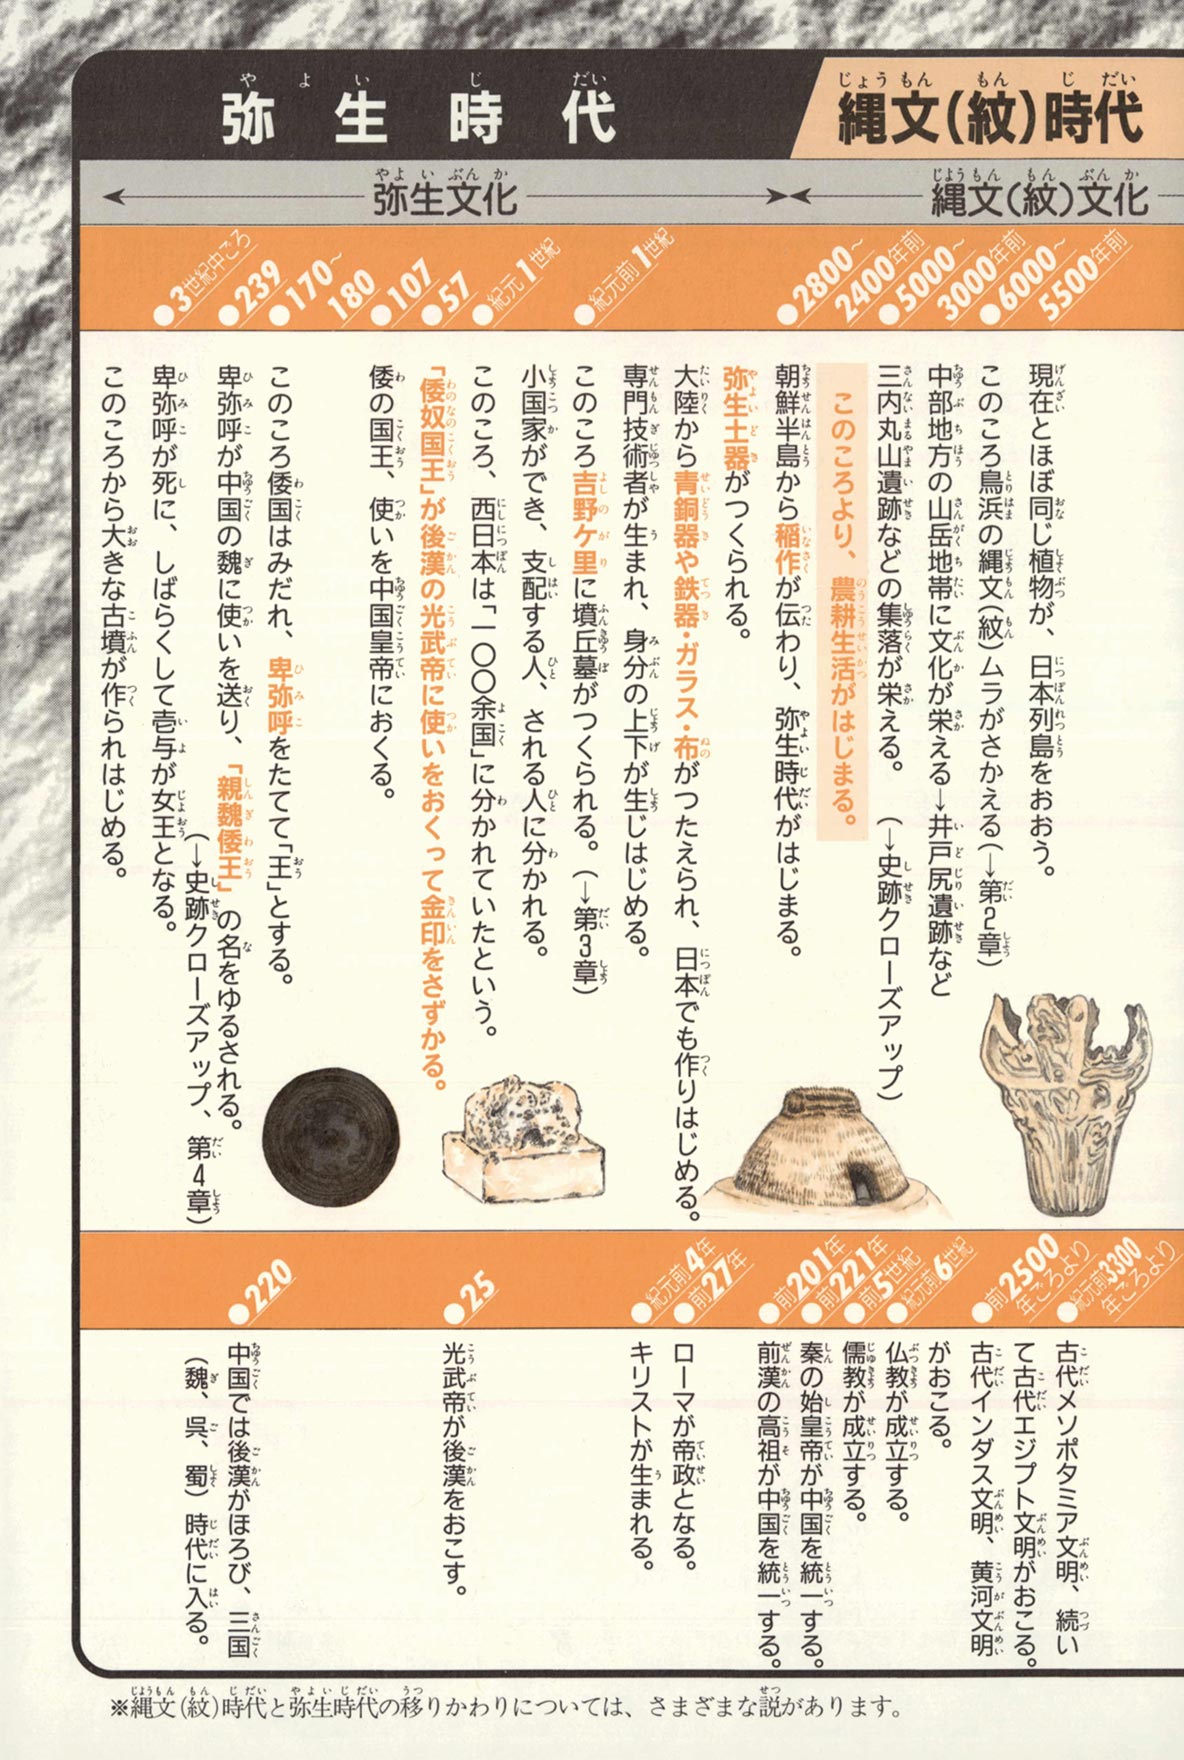 縄文(紋)時代
弥生時代
縄文(紋)文化
弥生文化
●6000〜
5500年前
●5000〜
3000年前
●2800〜
2400年前
●紀元前1世紀
●紀元1世紀
●57
●107
●170〜
180
●239
●3世紀中ごろ
現在とほぼ同じ植物が、日本列島をおおう。
このころ鳥浜の縄文(紋)ムラがさかえる(→第2章)
中部地方の山岳地帯に文化が栄える→井戸尻遺跡など
三内丸山遺跡などの集落が栄える。 (→史跡クローズアップ)
このころより、農耕生活がはじまる。
朝鮮半島から稲作が伝わり、弥生時代がはじまる。
弥生土器がつくられる。
大陸から青銅器や鉄器・ガラス・布がつたえられ、日本でも作りはじめる。
専門技術者が生まれ、身分の上下が生じはじめる。
このころ吉野ケ里に墳丘墓がつくられる。(→第3章)
小国家ができ、支配する人、される人に分かれる。
このころ、西日本は「一〇〇余国」に分かれていたという。
「倭奴国王」が後漢の光武帝に使いをおくって金印をさずかる。
倭の国王、使いを中国皇帝におくる。
このころ倭国はみだれ、卑弥呼をたてて「王」とする。
卑弥呼が中国の魏に使いを送り、「親魏倭王」の名をゆるされる。
(→史跡クローズアップ、第4章)
卑弥呼が死に、しばらくして壱与が女王となる。
このころから大きな古墳が作られはじめる。
●紀元前3300
年ごろより
●前2500
年ごろより
●紀元前6世紀
●前5世紀
●前221年
●前201年
●前27年
●紀元前4年
●25
●220
古代メソポタミア文明、続い
て古代エジプト文明がおこる。
古代インダス文明、黄河文明
がおこる。
仏教が成立する。
儒教が成立する。
秦の始皇帝が中国を統一する。
前漢の高祖が中国を統一する。
ローマが帝政となる。
キリストが生まれる。
光武帝が後漢をおこす。
中国では後漢がほろび、三国
(魏、呉、蜀)時代に入る。
※縄文(紋)時代と弥生時代の移りかわりについては、さまざまな説があります。